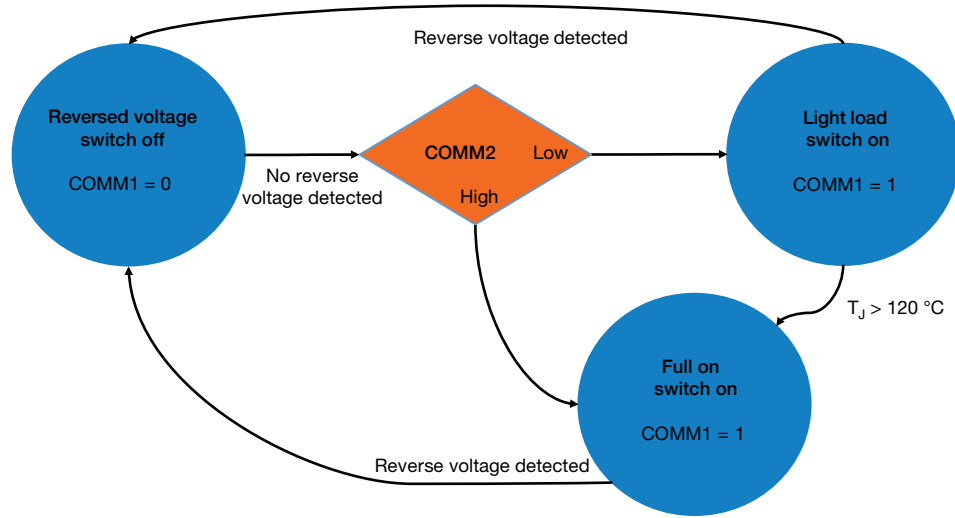 Reverse voltage detected
Reversed voltage
switch off
COMM1 = 0
No reverse
voltage detected
COMM2
Low
High
Light load
switch on
COMM1 = 1
T_J > 120 °C
Full on
switch on
COMM1 = 1
Reverse voltage detected